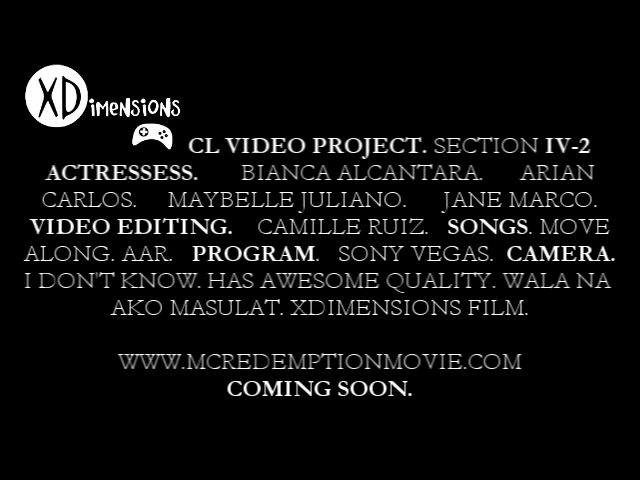 XDimensions
CL VIDEO PROJECT. SECTION IV-2
ACTRESSESS. BIANCA ALCANTARA. ARIAN
CARLOS. MAYBELLE JULIANO. JANE MARCO.
VIDEO EDITING. CAMILLE RUIZ. SONGS. MOVE
ALONG. AAR. PROGRAM. SONY VEGAS. CAMERA.
I DON'T KNOW. HAS AWESOME QUALITY. WALA NA
AKO MASULAT. XDIMENSIONS FILM.
WWW.MCREDEMPTIONMOVIE.COM
COMING SOON.